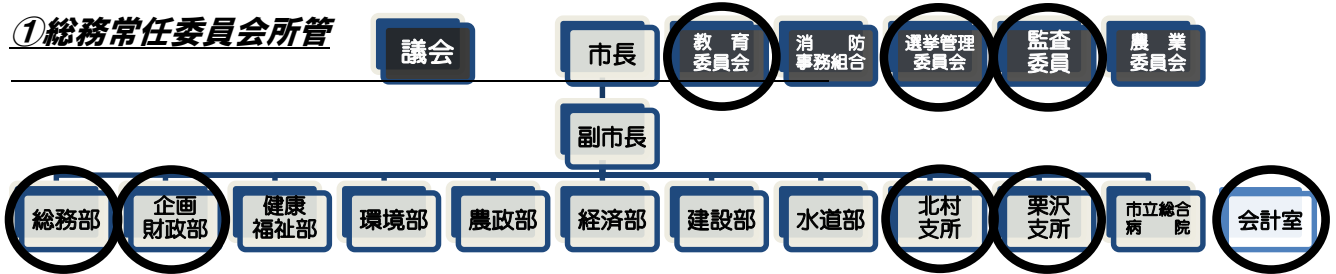 ①総務常任委員会所管
議会
市長
教　育
委員会
消　防
事務組合
選挙管理
委員会
監査
委員
農　業
委員会
副市長
総務部
企画
財政部
健康
福祉部
環境部
農政部
経済部
建設部
水道部
北村
支所
栗沢
支所
市立総合
病　　院
会計室